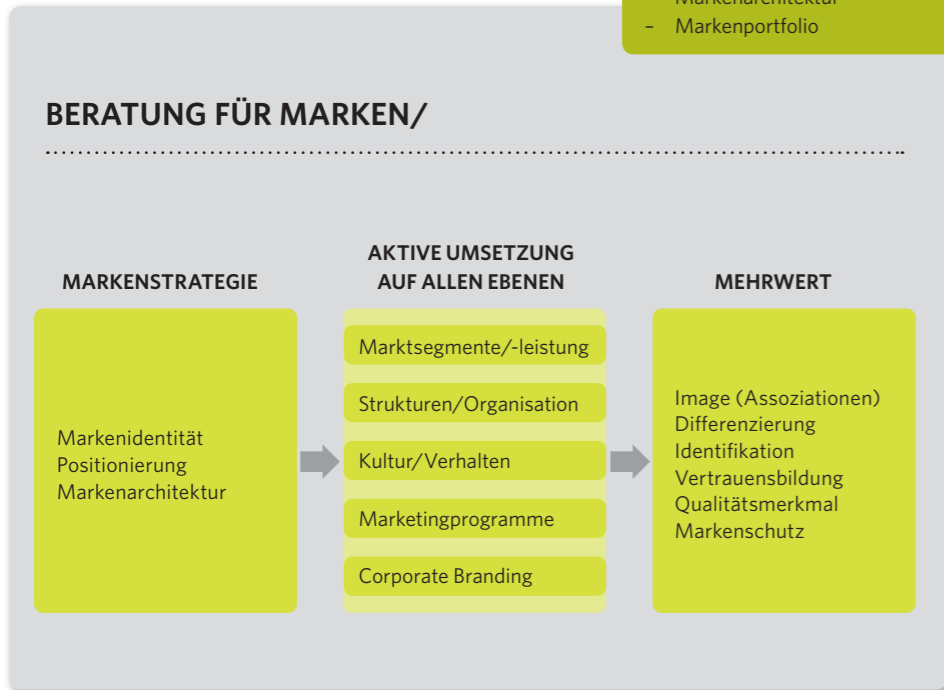 Markenarchitektur
– Markenportfolio
BERATUNG FÜR MARKEN/
MARKENSTRATEGIE
Markenidentität
Positionierung
Markenarchitektur
AKTIVE UMSETZUNG
AUF ALLEN EBENEN
Marktsegmente/-leistung
Strukturen/Organisation
Kultur/Verhalten
Marketingprogramme
Corporate Branding
MEHRWERT
Image (Assoziationen)
Differenzierung
Identifikation
Vertrauensbildung
Qualitätsmerkmal
Markenschutz